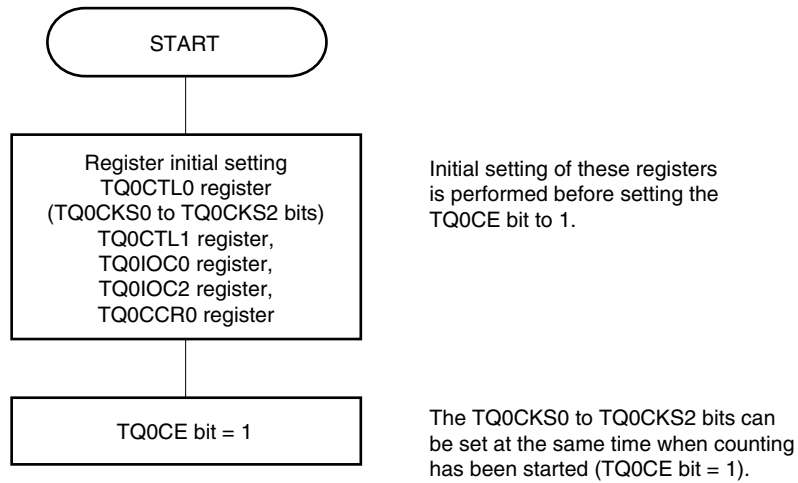 START
Register initial setting
TQ0CTL0 register
(TQ0CKS0 to TQ0CKS2 bits)
TQ0CTL1 register,
TQ0IOC0 register,
TQ0IOC2 register,
TQ0CCR0 register
Initial setting of these registers
is performed before setting the
TQ0CE bit to 1.
TQ0CE bit = 1
The TQ0CKS0 to TQ0CKS2 bits can
be set at the same time when counting
has been started (TQ0CE bit = 1).